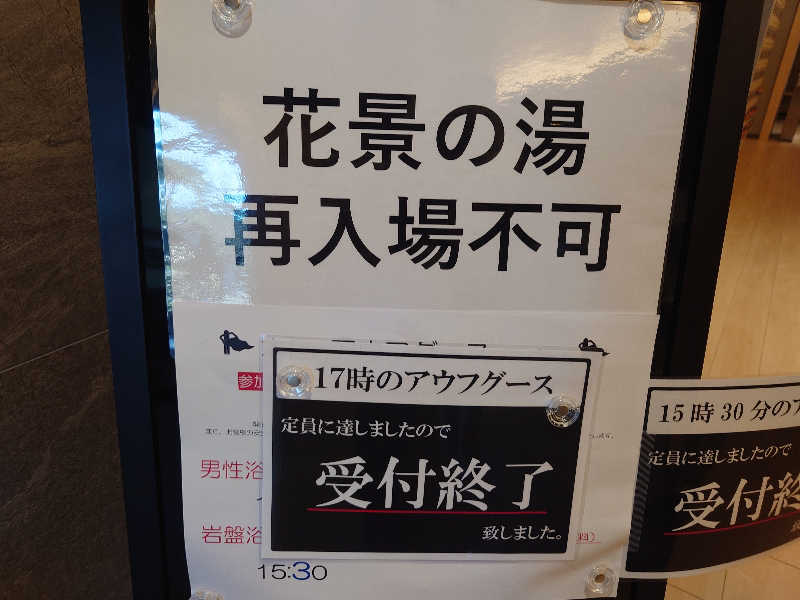 花景の湯
再入場不可
参加
17時のアウフグース
定員に達しましたので
受付終了
致しました。
男性浴
岩盤浴
15:30
15時30分のア
定員に達しましたので
受付終